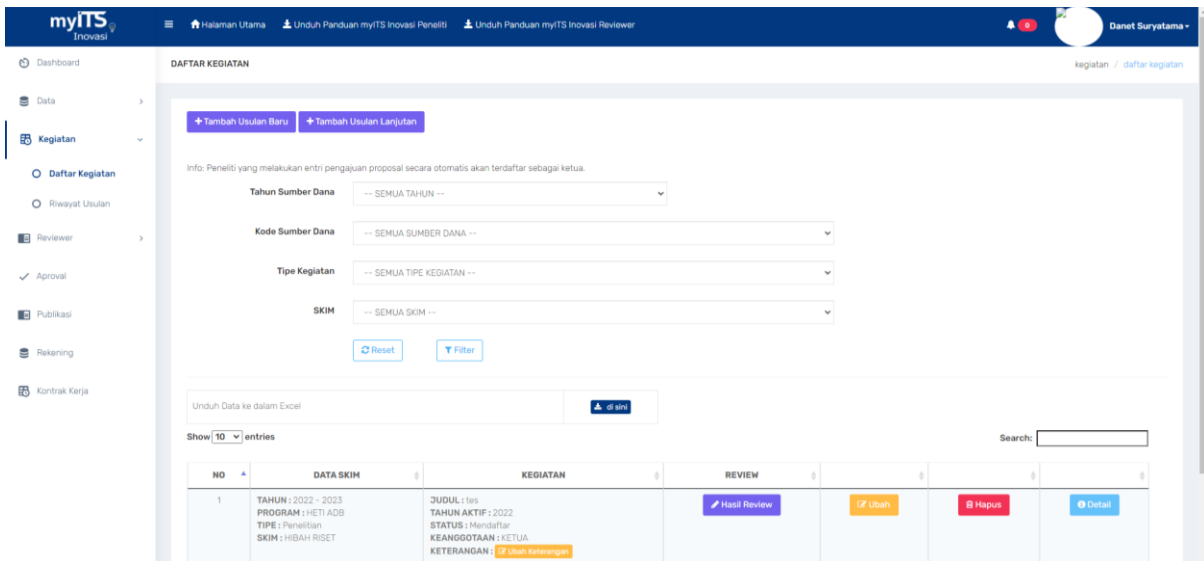 myITS
Inovasi
Halaman Utama
Unduh Panduan myITS Inovasi Peneliti
Unduh Panduan myITS Inovasi Reviewer
0
Danet Suryatama
Dashboard
Data
Kegiatan
Daftar Kegiatan
Riwayat Usulan
Reviewer
Aproval
Publikasi
Rekening
Kontrak Kerja
DAFTAR KEGIATAN
kegiatan / daftar kegiatan
+Tambah Usulan Baru
+Tambah Usulan Lanjutan
Info: Peneliti yang melakukan entri pengajuan proposal secara otomatis akan terdaftar sebagai ketua.
Tahun Sumber Dana
-- SEMUA TAHUN --
Kode Sumber Dana
-- SEMUA SUMBER DANA --
Tipe Kegiatan
-- SEMUA TIPE KEGIATAN --
SKIM
-- SEMUA SKIM --
Reset
Filter
Unduh Data ke dalam Excel
di sini
Show 10 entries
Search:
NO
DATA SKIM
KEGIATAN
REVIEW
1
TAHUN : 2022 - 2023
PROGRAM : HETI ADB
TIPE : Penelitian
SKIM : HIBAH RISET
JUDUL : tes
TAHUN AKTIF : 2022
STATUS : Mendaftar
KEANGGOTAAN : KETUA
KETERANGAN : Ubah Keterangan
Hasil Review
Ubah
Hapus
Detail